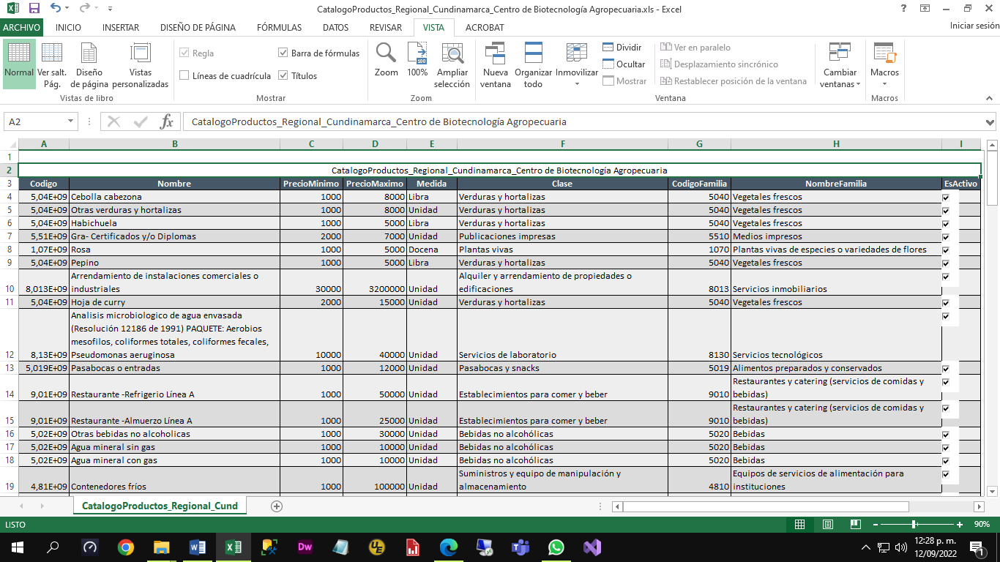 CatalogoProductos_Regional_Cundinamarca_Centro de Biotecnología Agropecuaria.xls - Excel
?
ARCHIVO INICIO INSERTAR DISEÑO DE PÁGINA FÓRMULAS DATOS REVISAR VISTA ACROBAT Iniciar sesión
Normal
Ver salt. Pág.
Diseño de página
Vistas personalizadas
Vistas de libro
Regla
Barra de fórmulas
Líneas de cuadrícula
Títulos
Mostrar
Zoom
100%
Ampliar selección
Zoom
Nueva ventana
Organizar todo
Inmovilizar
Dividir
Ocultar
Mostrar
Ver en paralelo
Desplazamiento sincrónico
Restablecer posición de la ventana
Cambiar ventanas
Ventana
Macros
Macros
A2 fx CatalogoProductos_Regional_Cundinamarca_Centro de Biotecnología Agropecuaria
A B C D E F G H I
1
2 CatalogoProductos_Regional_Cundinamarca_Centro de Biotecnología Agropecuaria
3 Codigo Nombre PrecioMinimo PrecioMaximo Medida Clase CodigoFamilia NombreFamilia EsActivo
4 5,04E+09 Cebolla cabezona 1000 8000 Libra Verduras y hortalizas 5040 Vegetales frescos
5 5,04E+09 Otras verduras y hortalizas 1000 8000 Unidad Verduras y hortalizas 5040 Vegetales frescos
6 5,04E+09 Habichuela 1000 5000 Libra Verduras y hortalizas 5040 Vegetales frescos
7 5,51E+09 Gra- Certificados y/o Diplomas 2000 7000 Unidad Publicaciones impresas 5510 Medios impresos
8 1,07E+09 Rosa 1000 5000 Docena Plantas vivas 1070 Plantas vivas de especies o variedades de flores
9 5,04E+09 Pepino 1000 5000 Libra Verduras y hortalizas 5040 Vegetales frescos
Arrendamiento de instalaciones comerciales o Alquiler y arrendamiento de propiedades o
10 8,013E+09 industriales 30000 3200000 Unidad edificaciones 8013 Servicios inmobiliarios
11 5,04E+09 Hoja de curry 2000 15000 Unidad Verduras y hortalizas 5040 Vegetales frescos
Analisis microbiologico de agua envasada
(Resolución 12186 de 1991) PAQUETE: Aerobios
mesofilos, coliformes totales, coliformes fecales,
12 8,13E+09 Pseudomonas aeruginosa 10000 40000 Unidad Servicios de laboratorio 8130 Servicios tecnológicos
13 5,019E+09 Pasabocas o entradas 1000 12000 Unidad Pasabocas y snacks 5019 Alimentos preparados y conservados
Restaurantes y catering (servicios de comidas y
14 9,01E+09 Restaurante -Refrigerio Línea A 1000 50000 Unidad Establecimientos para comer y beber 9010 bebidas)
Restaurantes y catering (servicios de comidas y
15 9,01E+09 Restaurante -Almuerzo Línea A 1000 25000 Unidad Establecimientos para comer y beber 9010 bebidas)
16 5,02E+09 Otras bebidas no alcoholicas 1000 30000 Unidad Bebidas no alcohólicas 5020 Bebidas
17 5,02E+09 Agua mineral sin gas 1000 10000 Unidad Bebidas no alcohólicas 5020 Bebidas
18 5,02E+09 Agua mineral con gas 1000 10000 Unidad Bebidas no alcohólicas 5020 Bebidas
Suministros y equipo de manipulación y Equipos de servicios de alimentación para
19 4,81E+09 Contenedores fríos 1000 100000 Unidad almacenamiento 4810 instituciones
CatalogoProductos_Regional_Cund
LISTO 90%
Dw UE
12:28 p. m.
12/09/2022
1